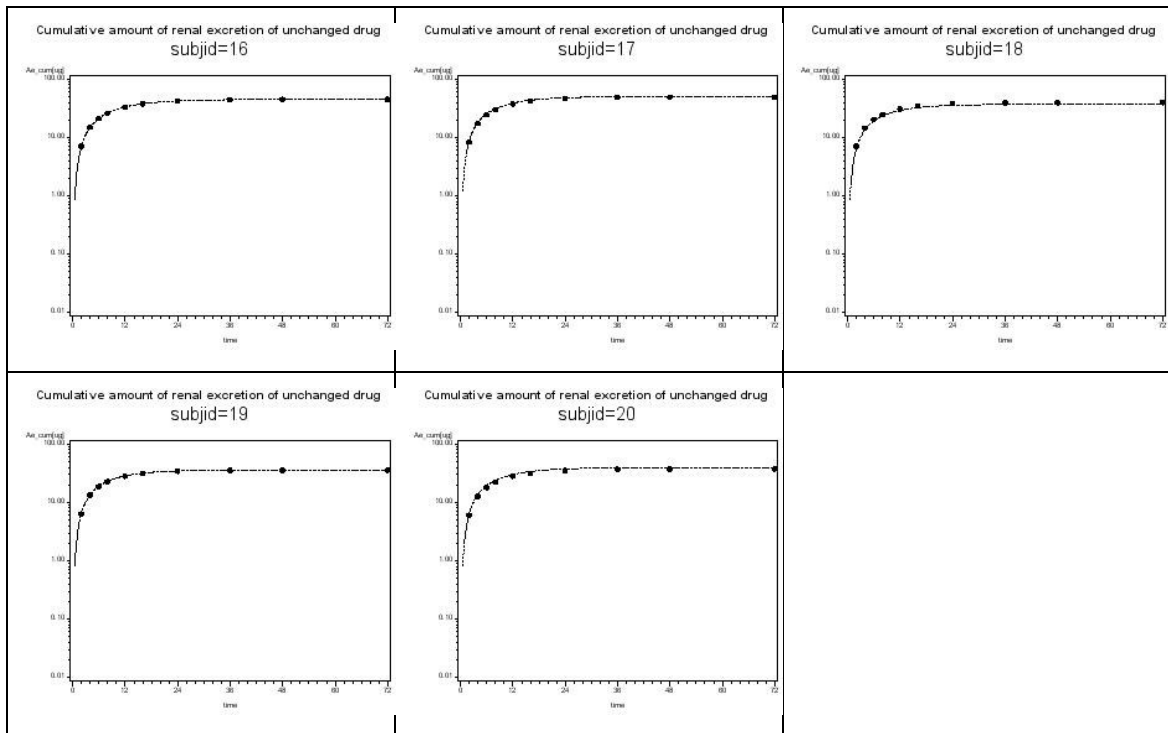 Cumulative amount of renal excretion of unchanged drug
subjid=16
Ae_cum[ug]
100.00
10.00
1.00
0.10
0.01
0 12 24 36 48 60 72
time
Cumulative amount of renal excretion of unchanged drug
subjid=17
Ae_cum[ug]
100.00
10.00
1.00
0.10
0.01
0 12 24 36 48 60 72
time
Cumulative amount of renal excretion of unchanged drug
subjid=18
Ae_cum[ug]
100.00
10.00
1.00
0.10
0.01
0 12 24 36 48 60 72
time
Cumulative amount of renal excretion of unchanged drug
subjid=19
Ae_cum[ug]
100.00
10.00
1.00
0.10
0.01
0 12 24 36 48 60 72
time
Cumulative amount of renal excretion of unchanged drug
subjid=20
Ae_cum[ug]
100.00
10.00
1.00
0.10
0.01
0 12 24 36 48 60 72
time